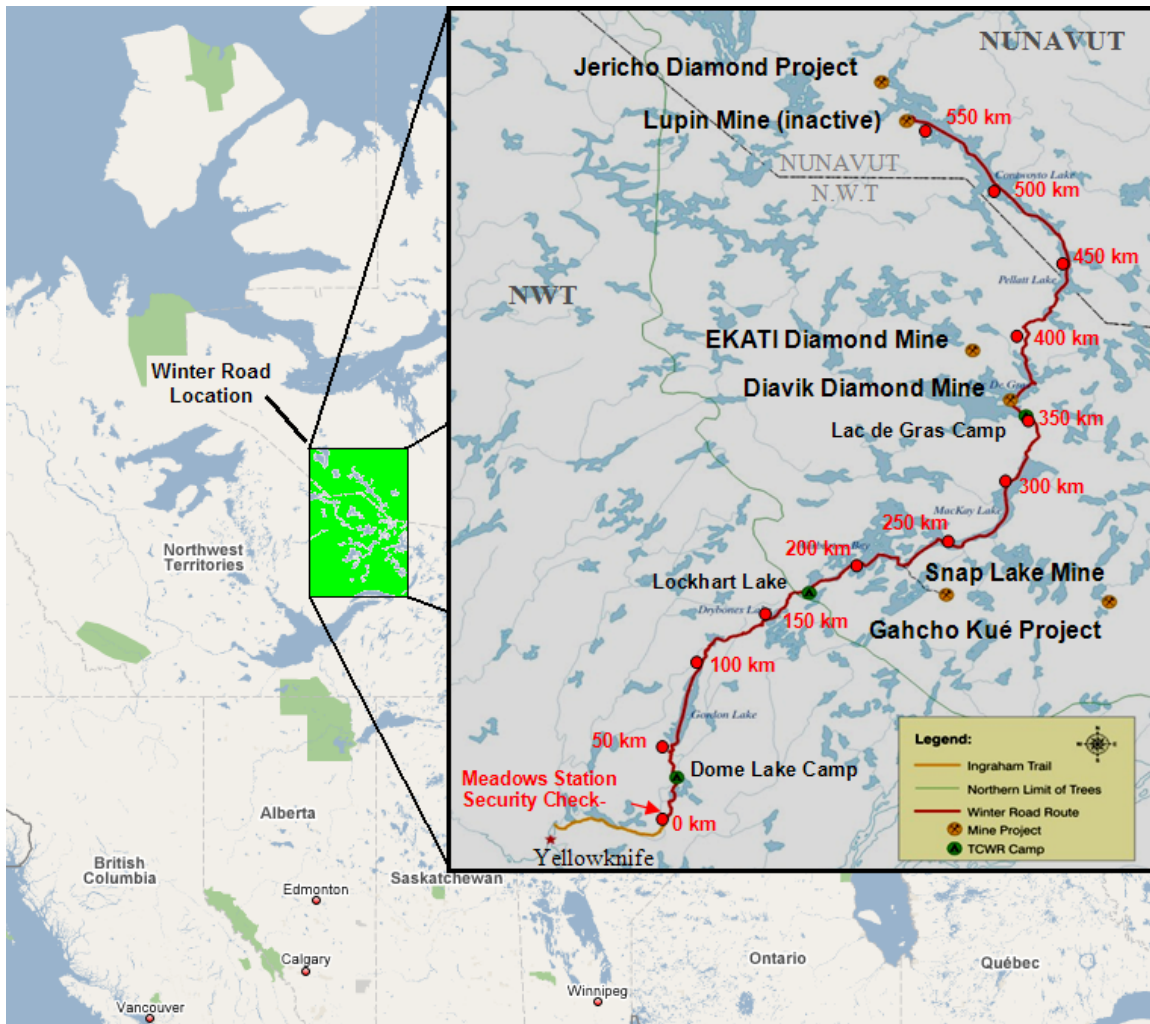 NUNAVUT
Jericho Diamond Project
Lupin Mine (inactive)
550 km
NUNAVUT
N.W.T
Contwoyto Lake
500 km
450 km
Pellatt Lake
NWT
EKATI Diamond Mine
400 km
Diavik Diamond Mine
350 km
Lac de Gras Camp
300 km
MacKay Lake
250 km
200 km
Bay
Lockhart Lake
Snap Lake Mine
Drybones
150 km
Gahcho Kué Project
100 km
Gordon Lake
50 km
Dome Lake Camp
Meadows Station
Security Check-
0 km
Yellowknife
Legend:
Ingraham Trail
Northern Limit of Trees
Winter Road Route
Mine Project
TCWR Camp
Winter Road
Location
Northwest
Territories
Alberta
British
Columbia
Edmonton
Saskatchewan
Calgary
Vancouver
Winnipeg
Ontario
Québec